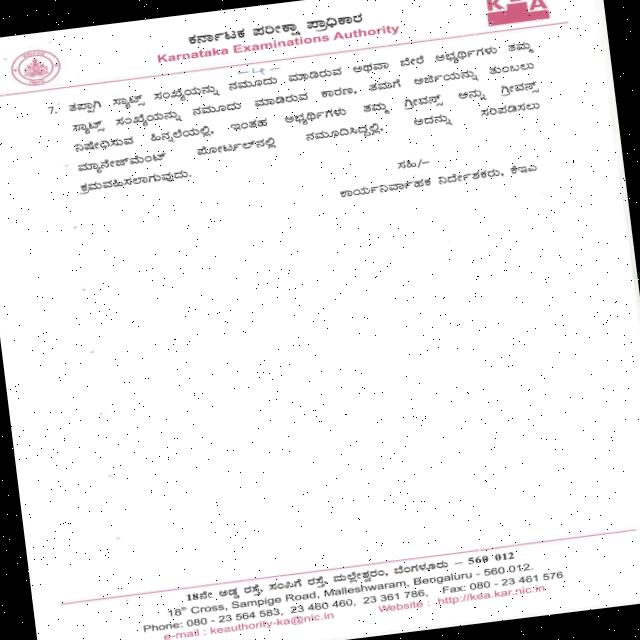 ಕರ್ನಾಟಕ ಪರೀಕ್ಷಾ ಪ್ರಾಧಿಕಾರ
KEA
Karnataka Examinations Authority
7. ತಪ್ಪಾಗಿ ಸ್ಯಾಟ್ಸ್ ಸಂಖ್ಯೆಯನ್ನು ನಮೂದು ಮಾಡಿರುವ ಅಥವಾ ಬೇರೆ ಅಭ್ಯರ್ಥಿಗಳು ತಮ್ಮ
ಸ್ಯಾಟ್ಸ್ ಸಂಖ್ಯೆಯನ್ನು ನಮೂದು ಮಾಡಿರುವ ಕಾರಣ, ತಮಗೆ ಅರ್ಜಿಯನ್ನು ತುಂಬಲು
ನಿಷೇಧಿಸುವ ಹಿನ್ನಲೆಯಲ್ಲಿ, ಇಂತಹ ಅಭ್ಯರ್ಥಿಗಳು ತಮ್ಮ ಗ್ರೀವನ್ಸ್ ಅನ್ನು ಗ್ರೀವನ್ಸ್
ಮ್ಯಾನೇಜ್‌ಮೆಂಟ್ ಪೋರ್ಟಲ್‌ನಲ್ಲಿ ನಮೂದಿಸಿದ್ದಲ್ಲಿ, ಅದನ್ನು ಸರಿಪಡಿಸಲು
ಕ್ರಮವಹಿಸಲಾಗುವುದು.
ಸಹಿ/-
ಕಾರ್ಯನಿರ್ವಾಹಕ ನಿರ್ದೇಶಕರು, ಕೆಇಎ
18ನೇ ಅಡ್ಡ ರಸ್ತೆ, ಸಂಪಿಗೆ ರಸ್ತೆ, ಮಲ್ಲೇಶ್ವರಂ, ಬೆಂಗಳೂರು – 560 012
18th Cross, Sampige Road, Malleshwaram, Bengaluru - 560 012.
Phone: 080 - 23 564 583, 23 460 460, 23 361 786, Fax: 080 - 23 461 576
e-mail : keauthority-ka@nic.in Website : http://kea.kar.nic.in